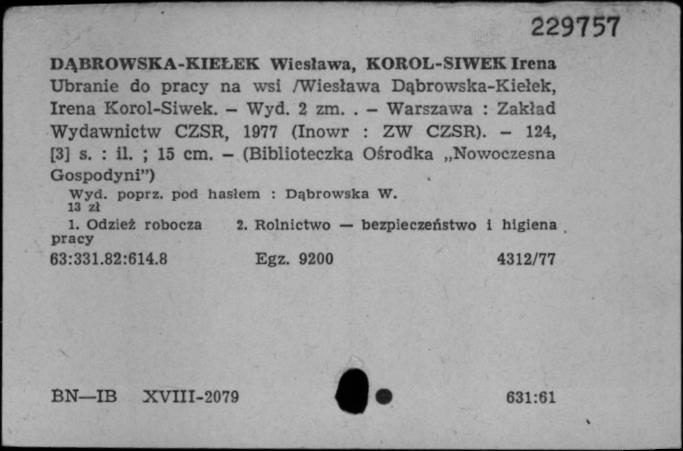 229757
DĄBROWSKA-KIEŁEK Wiesława, KOROL-SIWEK Irena
Ubranie do pracy na wsi /Wiesława Dąbrowska-Kiełek,
Irena Korol-Siwek. — Wyd. 2 zm. . — Warszawa : Zakład
Wydawnictw CZSR, 1977 (Inowr : ZW CZSR). — 124,
[3] s. : il. ; 15 cm. — (Biblioteczka Ośrodka „Nowoczesna
Gospodyni”)
Wyd. poprz. pod hasłem : Dąbrowska W.
13 zł
1. Odzież robocza 2. Rolnictwo — bezpieczeństwo i higiena
pracy
63:331.82:614.8 Egz. 9200 4312/77
BN—IB XVIII-2079 631:61